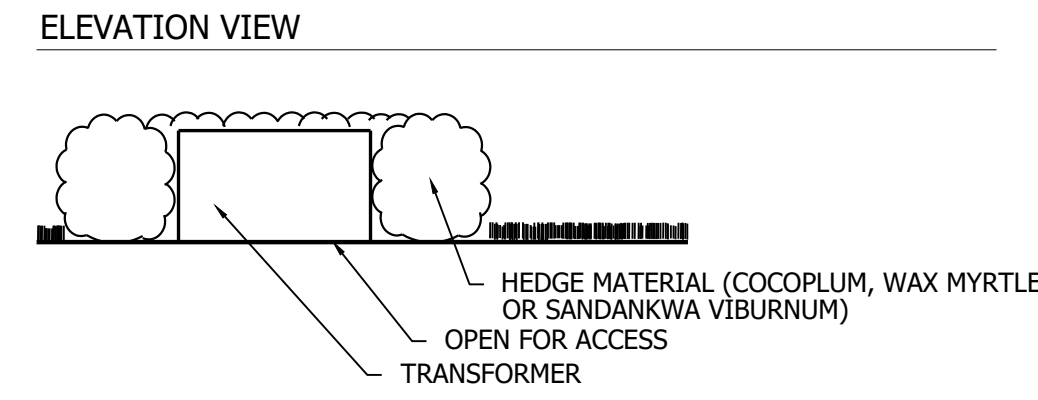 ELEVATION VIEW
HEDGE MATERIAL (COCOPLUM, WAX MYRTLE
OR SANDANKWA VIBURNUM)
OPEN FOR ACCESS
TRANSFORMER